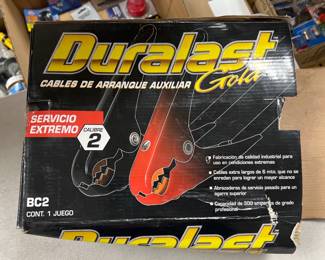 Duralast
Gold
CABLES DE ARRANQUE AUXILIAR
SERVICIO
EXTREMO
CALIBRE
2
Fabricación de calidad industrial para
uso en condiciones extremas
Cables extra largos de 6 mts. que no se
enredan para lograr un mayor alcance
Abrazaderas de servicio pesado para un
agarre superior
Capacidad de 500 amperios de grado
profesional
BC2
CONT. 1 JUEGO
Duralast